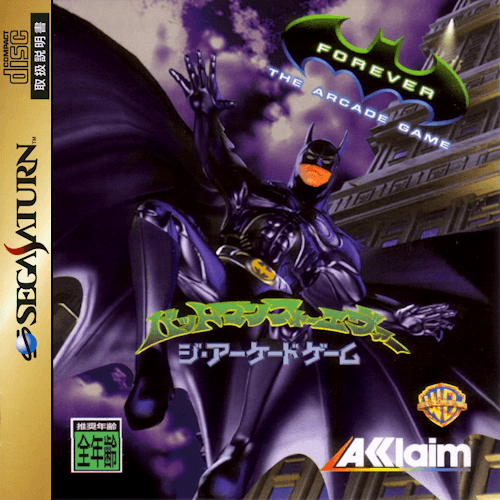 COMPACT
disc
取扱説明書
SEGA SATURN™
FOREVER
THE ARCADE GAME
バットマンフォーエヴァー
ジ・アーケードゲーム
推奨年齢
全年齢
WB
AKlaim